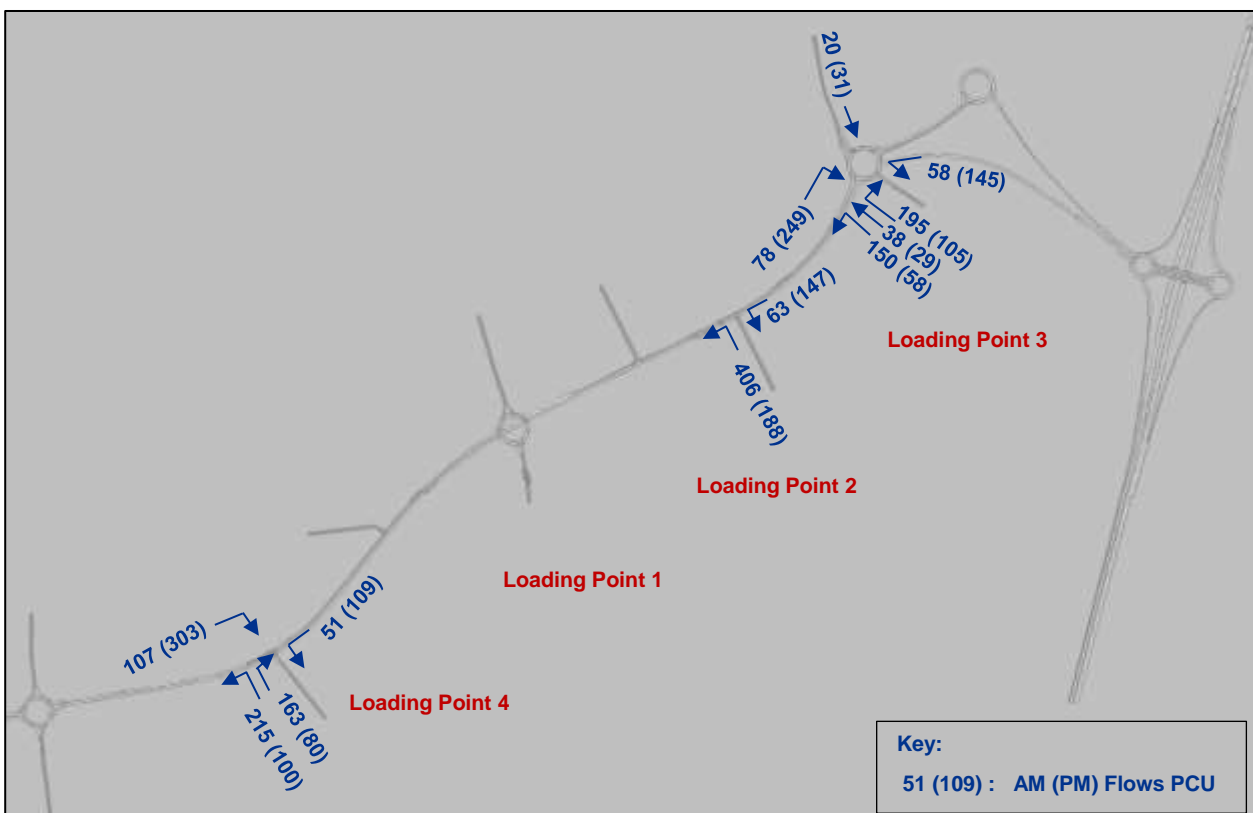 20 (31)
58 (145)
195 (105)
38 (29)
150 (58)
78 (249)
63 (147)
Loading Point 3
406 (188)
Loading Point 2
Loading Point 1
51 (109)
107 (303)
Loading Point 4
163 (80)
215 (100)
Key:
51 (109) : AM (PM) Flows PCU